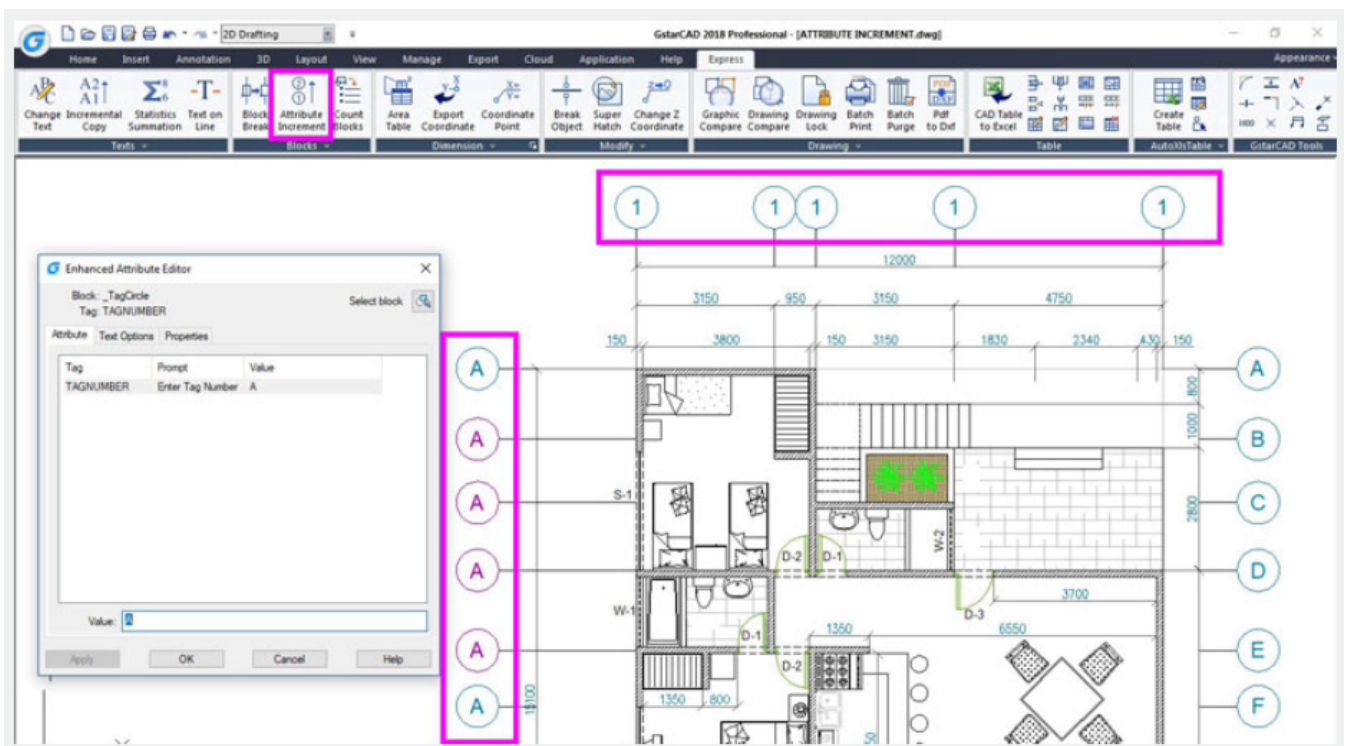 2D Drafting
GstarCAD 2018 Professional - [ATTRIBUTE INCREMENT.dwg]
Home Insert Annotation 3D Layout View Manage Export Cloud Application Help Express Appearance
Change Text
Incremental Copy
Statistics Summation
Text on Line
Block Break
Attribute Increment
Count Blocks
Area Table
Export Coordinate
Coordinate Point
Break Object
Super Hatch
Change Z Coordinate
Graphic Compare
Drawing Compare
Drawing Lock
Batch Print
Batch Purge
Pdf to Dxf
CAD Table to Excel
Create Table
Texts Blocks Dimension Modify Drawing Table AutoXlsTable GstarCAD Tools
1 1 1 1 1
12000
3150 950 3150 4750
150 3800 150 3150 1830 2340 430 150
Enhanced Attribute Editor
Block: _TagCircle
Tag: TAGNUMBER
Select block
Attribute Text Options Properties
Tag Prompt Value
TAGNUMBER Enter Tag Number A
Value: A
Apply OK Cancel Help
A
A
A
A
A
A
15100
S-1
W-1
D-2 D-1
W-2
D-1
D-2
D-3
3700
1350 6550
1350 800
800
1000
2800
A
B
C
D
E
F